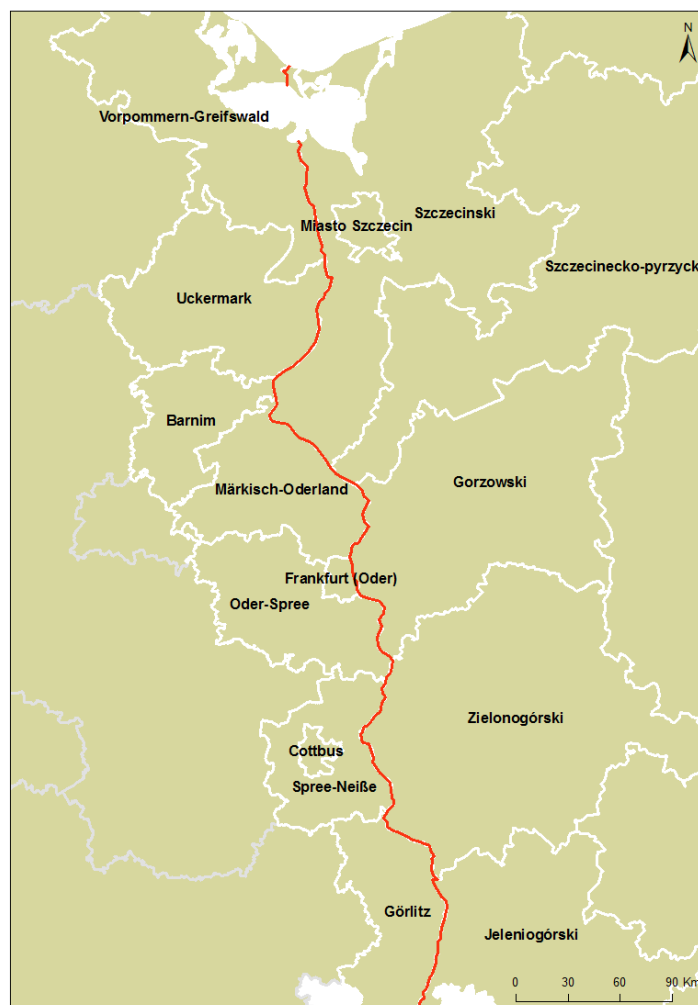 N
Vorpommern-Greifswald
Szczecinski
Miasto Szczecin
Szczecinecko-pyrzyck
Uckermark
Barnim
Gorzowski
Märkisch-Oderland
Frankfurt (Oder)
Oder-Spree
Zielonogórski
Cottbus
Spree-Neiße
Görlitz
Jeleniogórski
0 30 60 90 Km